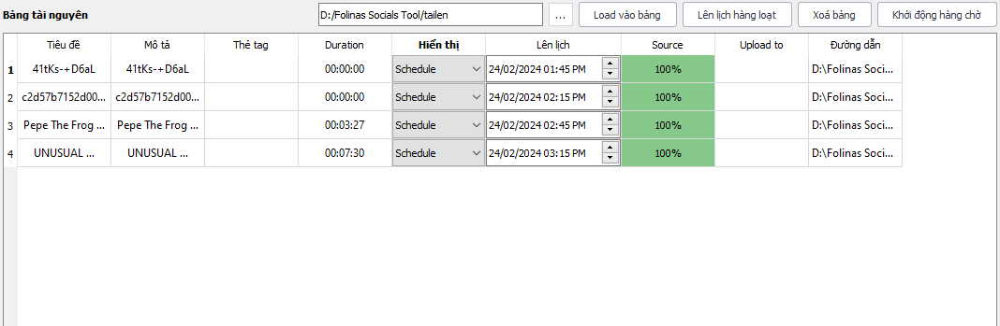 Bảng tài nguyên D:/Folinas Socials Tool/tailen ... Load vào bảng Lên lịch hàng loạt Xoá bảng Khởi động hàng chờ
Tiêu đề Mô tả Thẻ tag Duration Hiển thị Lên lịch Source Upload to Đường dẫn
1 41tKs-+D6aL 41tKs-+D6aL 00:00:00 Schedule 24/02/2024 01:45 PM 100% D:\Folinas Soci...
2 c2d57b7152d00... c2d57b7152d00... 00:00:00 Schedule 24/02/2024 02:15 PM 100% D:\Folinas Soci...
3 Pepe The Frog ... Pepe The Frog ... 00:03:27 Schedule 24/02/2024 02:45 PM 100% D:\Folinas Soci...
4 UNUSUAL ... UNUSUAL ... 00:07:30 Schedule 24/02/2024 03:15 PM 100% D:\Folinas Soci...